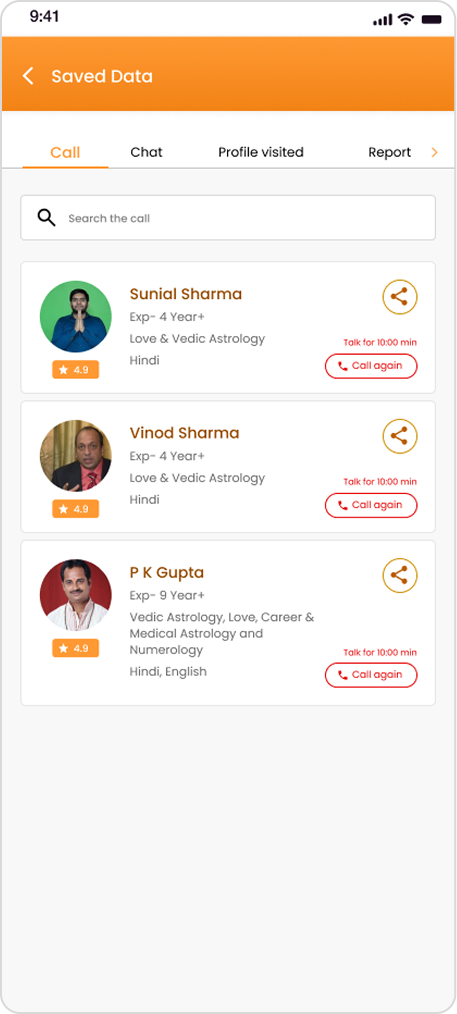 9:41
Saved Data
Call
Chat
Profile visited
Report
Search the call
Sunial Sharma
Exp- 4 Year+
Love & Vedic Astrology
Hindi
4.9
Talk for 10:00 min
Call again
Vinod Sharma
Exp- 4 Year+
Love & Vedic Astrology
Hindi
4.9
Talk for 10:00 min
Call again
P K Gupta
Exp- 9 Year+
Vedic Astrology, Love, Career &
Medical Astrology and
Numerology
Hindi, English
4.9
Talk for 10:00 min
Call again